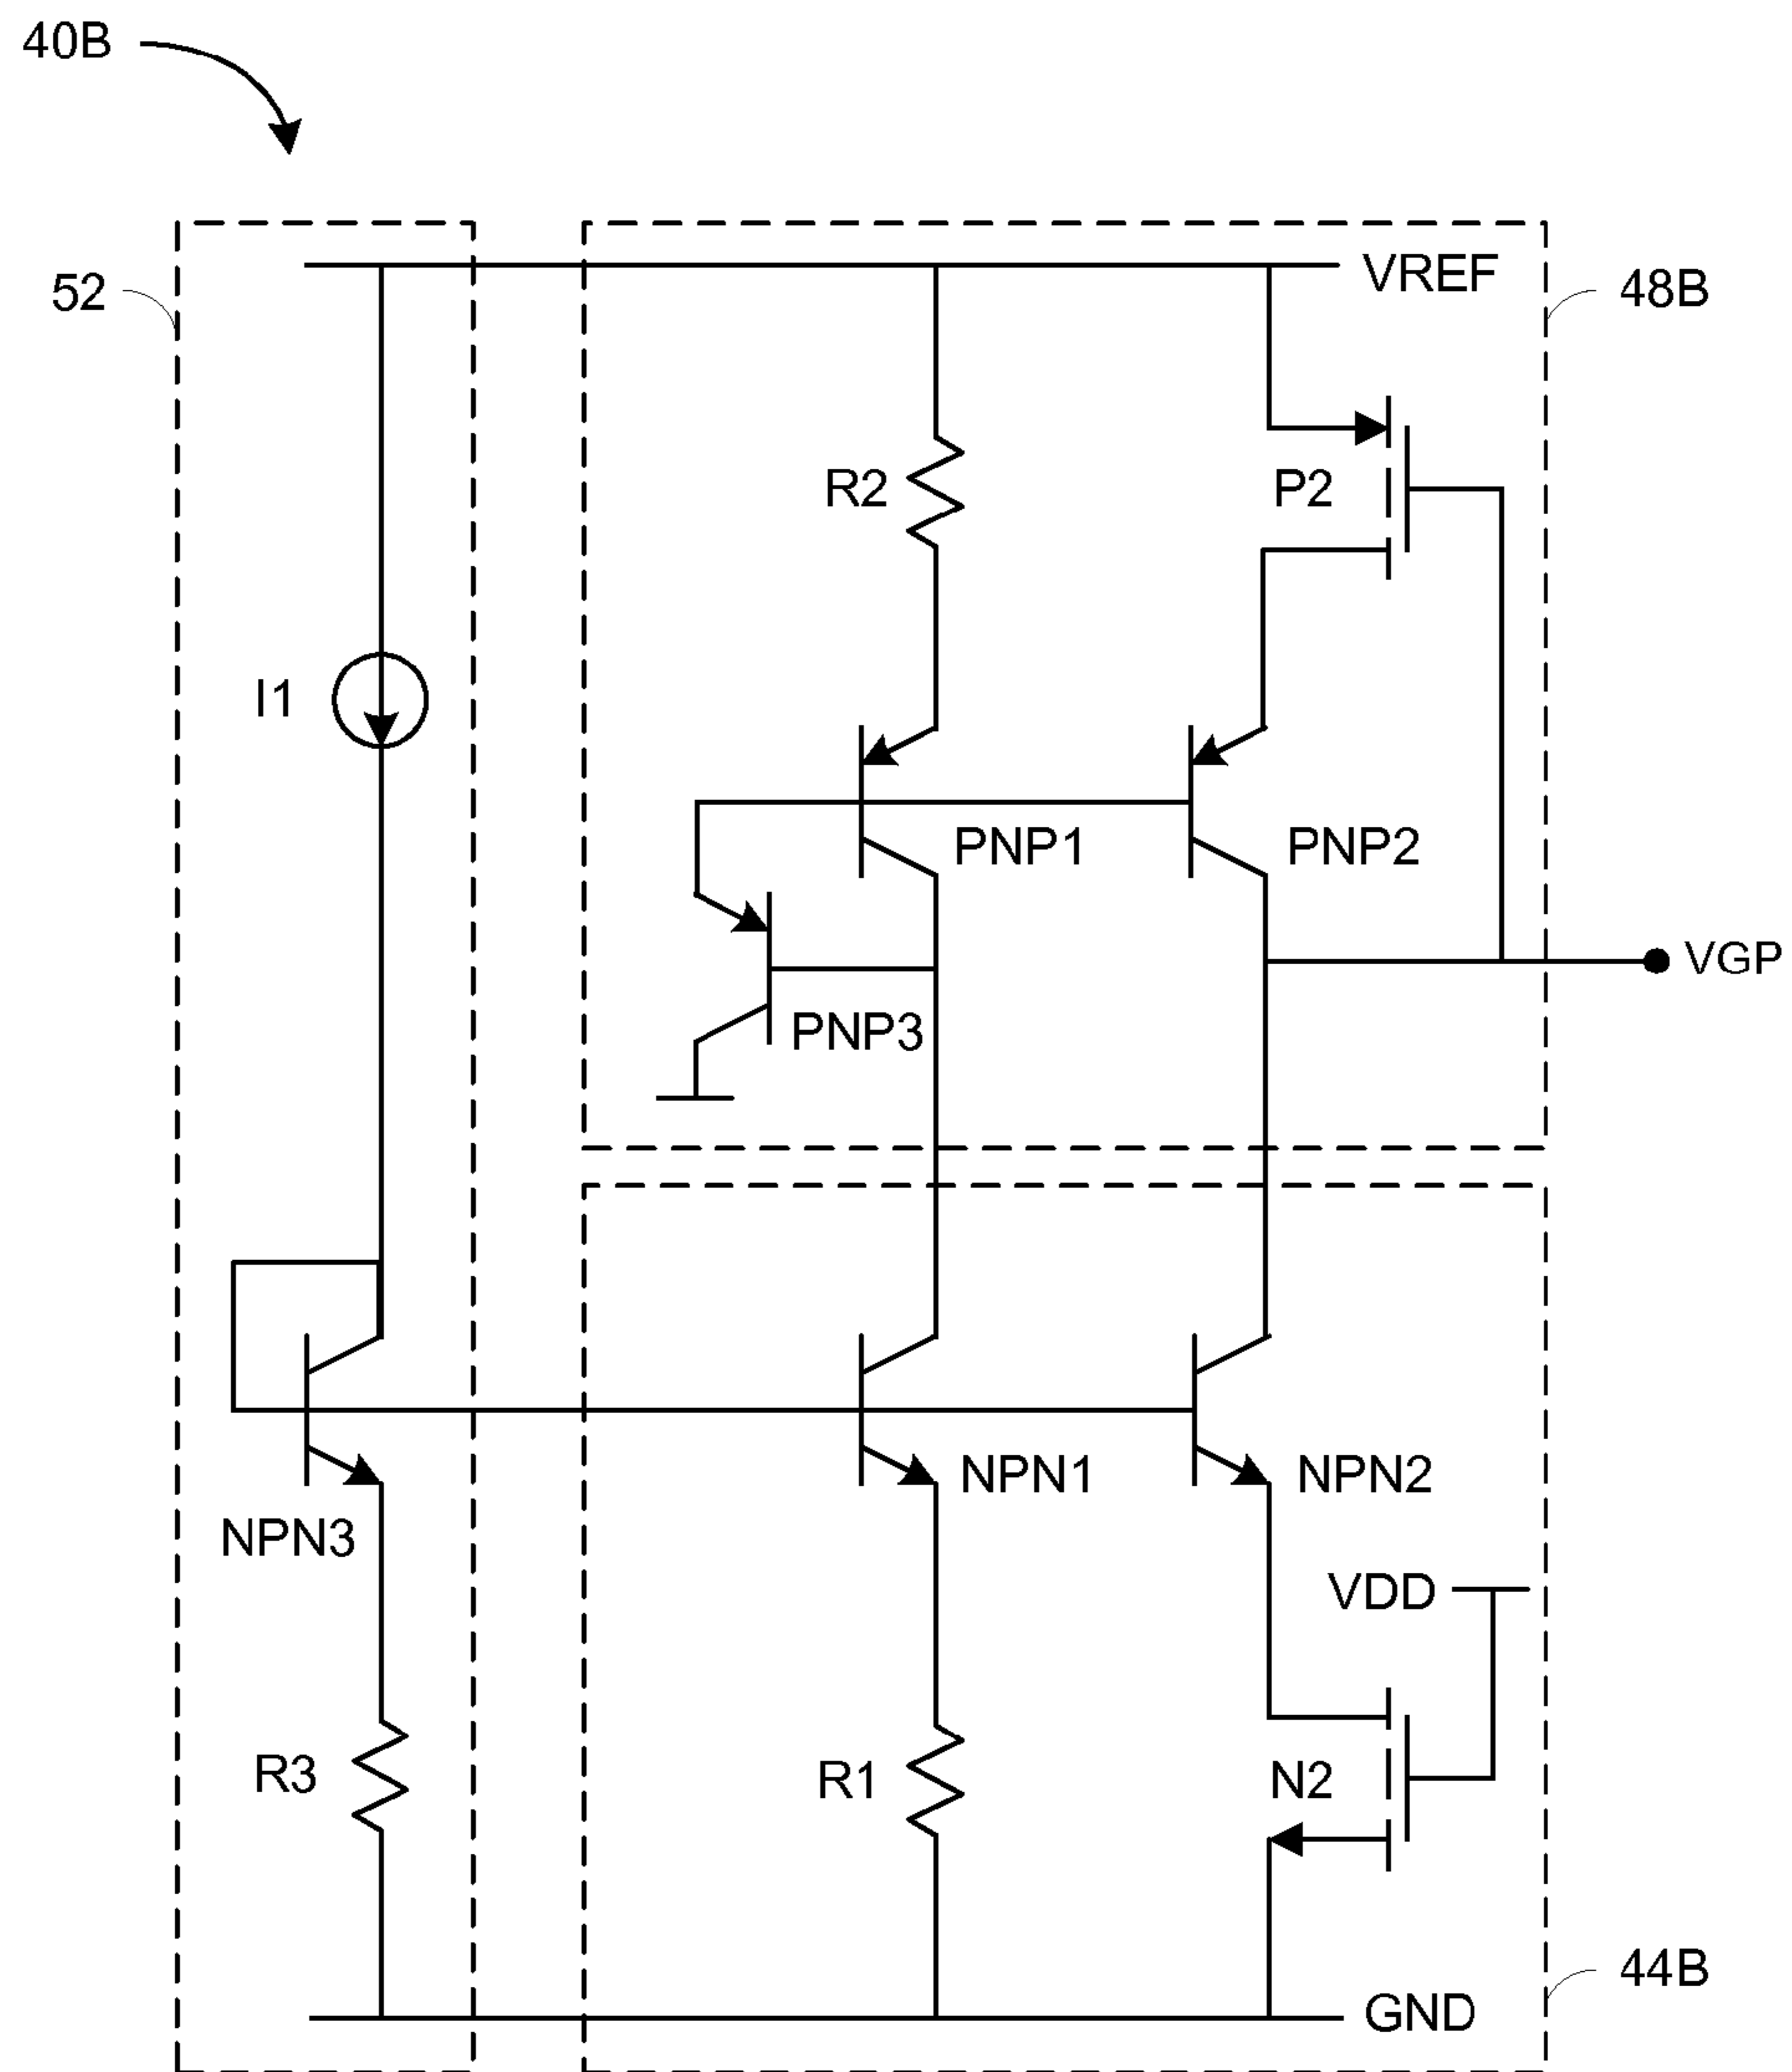 40B
VREF
52
48B
R2
P2
I1
PNP1
PNP2
VGP
PNP3
NPN1
NPN2
NPN3
VDD
R3
R1
N2
44B
GND